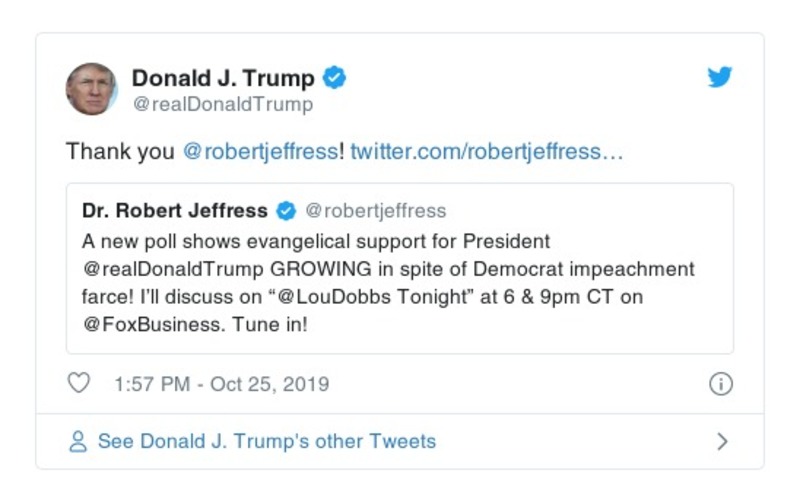 Donald J. Trump
@realDonaldTrump
Thank you @robertjeffress! twitter.com/robertjeffress…
Dr. Robert Jeffress @robertjeffress
A new poll shows evangelical support for President
@realDonaldTrump GROWING in spite of Democrat impeachment
farce! I’ll discuss on “@LouDobbs Tonight” at 6 & 9pm CT on
@FoxBusiness. Tune in!
1:57 PM - Oct 25, 2019
See Donald J. Trump's other Tweets